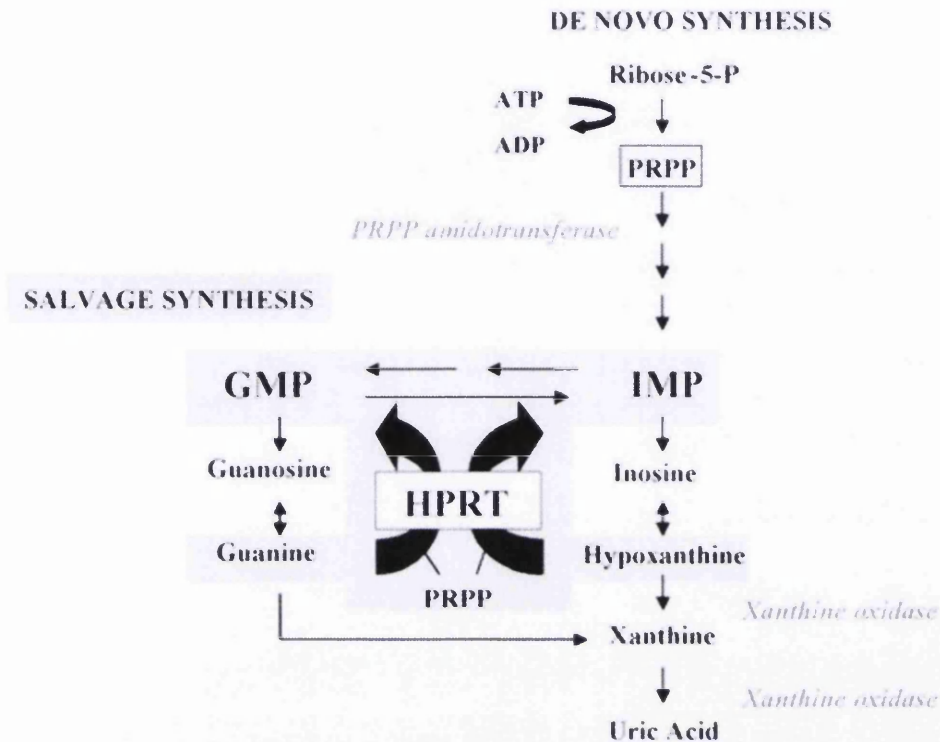 DE NOVO SYNTHESIS
Ribose-5-P
ATP
ADP
PRPP
PRPP amidotransferase
SALVAGE SYNTHESIS
GMP
IMP
Guanosine
Inosine
HPRT
Guanine
Hypoxanthine
PRPP
Xanthine oxidase
Xanthine
Xanthine oxidase
Uric Acid